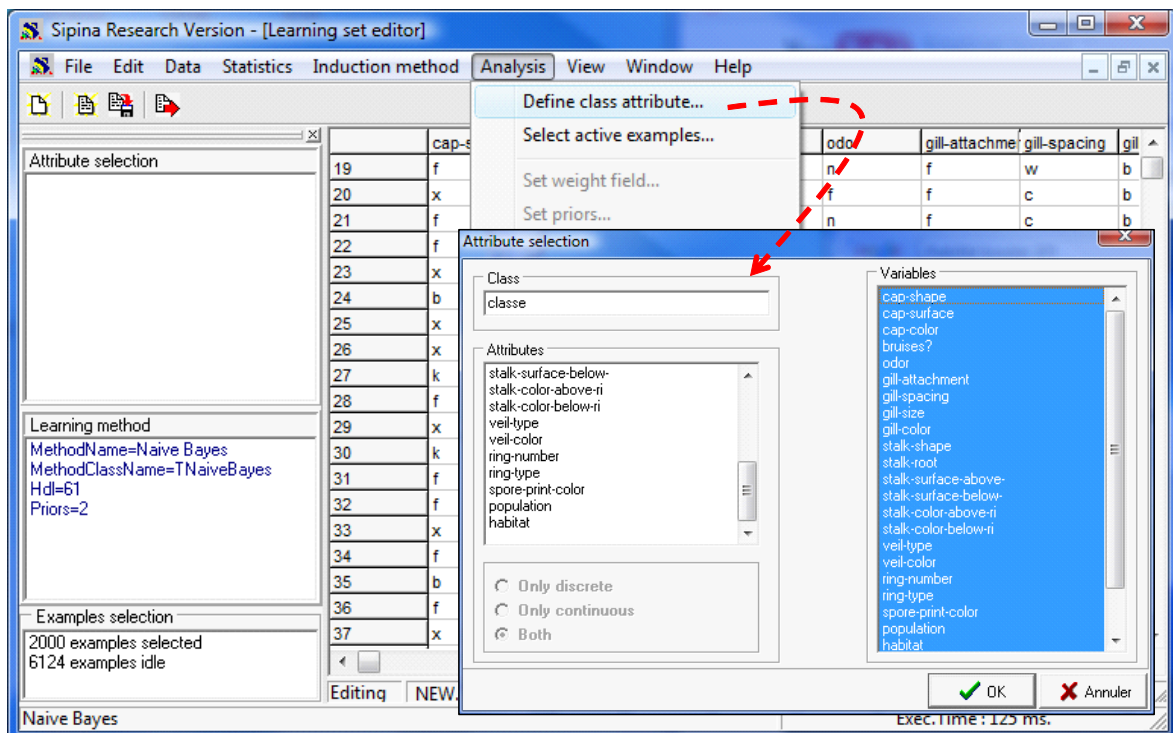 Sipina Research Version - [Learning set editor]
File Edit Data Statistics Induction method Analysis View Window Help
Define class attribute...
Select active examples...
Set weight field...
Set priors...
Attribute selection
cap-s odor gill-attachmen gill-spacing gil
19 f n f w b
20 x f f c b
21 f n f c b
22 f
23 x
24 b
25 x
26 x
27 k
28 f
29 x
30 k
31 f
32 f
33 x
34 f
35 b
36 f
37 x
Learning method
MethodName=Naive Bayes
MethodClassName=TNaiveBayes
Hdl=61
Priors=2
Examples selection
2000 examples selected
6124 examples idle
Editing NEW.
Naive Bayes
Exec.Time : 125 ms.
Attribute selection
Class
classe
Attributes
stalk-surface-below-
stalk-color-above-ri
stalk-color-below-ri
veil-type
veil-color
ring-number
ring-type
spore-print-color
population
habitat
Only discrete
Only continuous
Both
Variables
cap-shape
cap-surface
cap-color
bruises?
odor
gill-attachment
gill-spacing
gill-size
gill-color
stalk-shape
stalk-root
stalk-surface-above-
stalk-surface-below-
stalk-color-above-ri
stalk-color-below-ri
veil-type
veil-color
ring-number
ring-type
spore-print-color
population
habitat
OK
Annuler